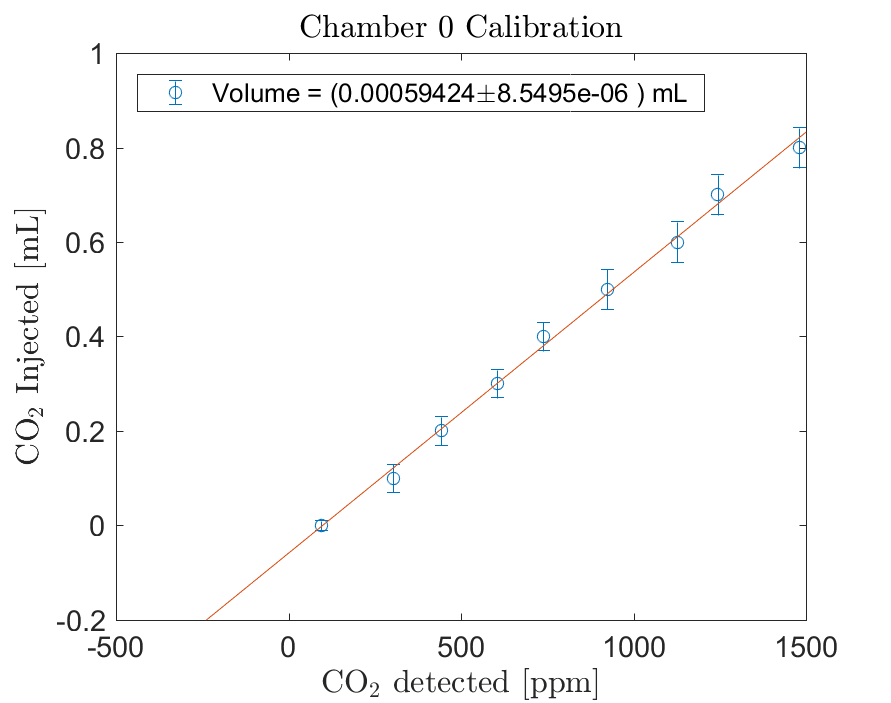 Chamber 0 Calibration
Volume = (0.00059424±8.5495e-06 ) mL
CO₂ Injected [mL]
1
0.8
0.6
0.4
0.2
0
-0.2
-500 0 500 1000 1500
CO₂ detected [ppm]